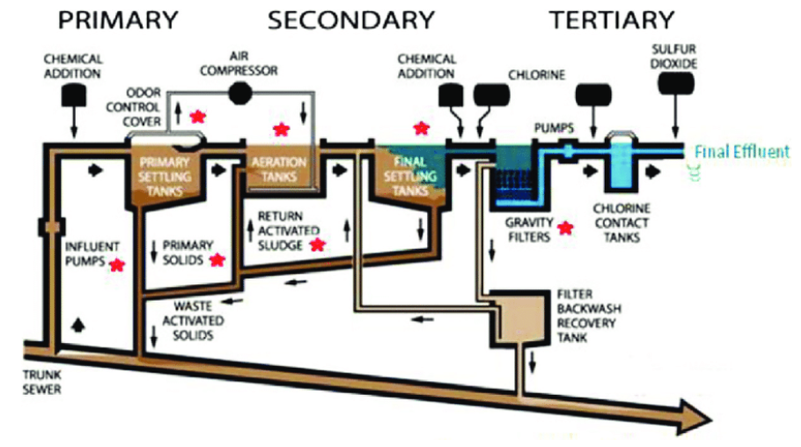 PRIMARY
SECONDARY
TERTIARY
CHEMICAL
ADDITION
ODOR
CONTROL
COVER
AIR
COMPRESSOR
CHEMICAL
ADDITION
CHLORINE
SULFUR
DIOXIDE
PUMPS
PRIMARY
SETTLING
TANKS
AERATION
TANKS
FINAL
SETTLING
TANKS
Final Effluent
INFLUENT
PUMPS
PRIMARY
SOLIDS
RETURN
ACTIVATED
SLUDGE
GRAVITY
FILTERS
CHLORINE
CONTACT
TANKS
WASTE
ACTIVATED
SOLIDS
FILTER
BACKWASH
RECOVERY
TANK
TRUNK
SEWER